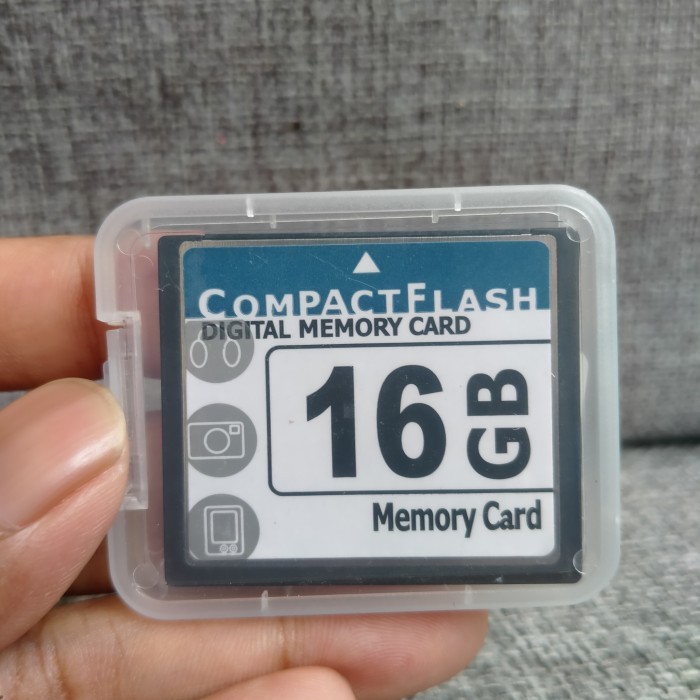 COMPACTFLASH
DIGITAL MEMORY CARD
16 GB
Memory Card